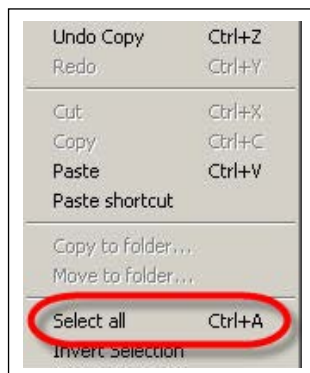 Undo Copy Ctrl+Z
Redo Ctrl+Y
Cut Ctrl+X
Copy Ctrl+C
Paste Ctrl+V
Paste shortcut
Copy to folder...
Move to folder...
Select all Ctrl+A
Invert Selection